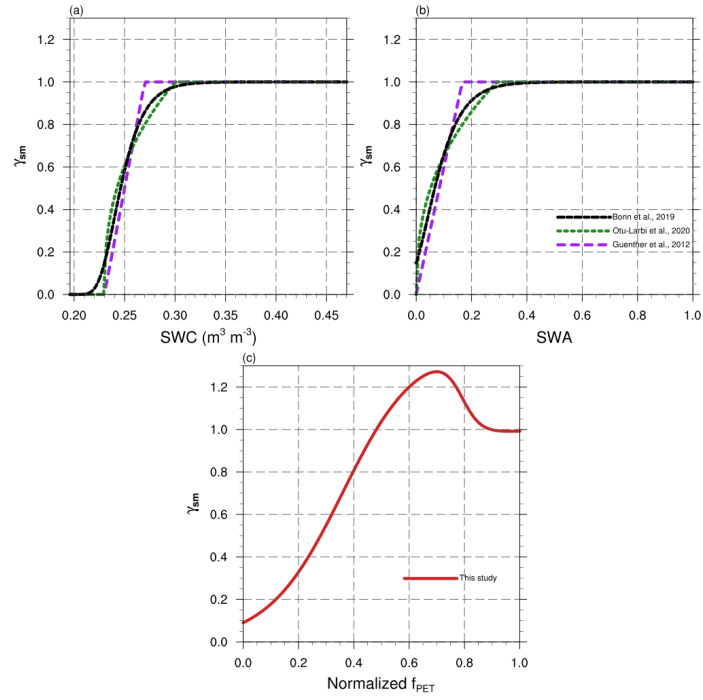 (a)
(b)
1.2
1.0
0.8
0.6
0.4
0.2
0.0
γsm
0.20 0.25 0.30 0.35 0.40 0.45
SWC (m³ m⁻³)
1.2
1.0
0.8
0.6
0.4
0.2
0.0
γsm
Bonn et al., 2019
Otu-Larbi et al., 2020
Guenther et al., 2012
0.0 0.2 0.4 0.6 0.8 1.0
SWA
(c)
1.2
1.0
0.8
0.6
0.4
0.2
0.0
γsm
This study
0.0 0.2 0.4 0.6 0.8 1.0
Normalized fPET